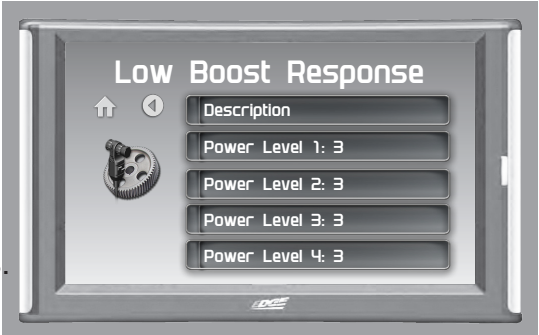 Low Boost Response
Description
Power Level 1: 3
Power Level 2: 3
Power Level 3: 3
Power Level 4: 3
EDGE